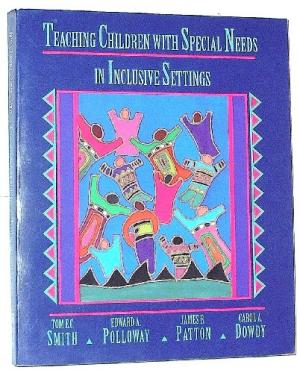 TEACHING CHILDREN WITH SPECIAL NEEDS
IN INCLUSIVE SETTINGS
TOM E.C. SMITH
EDWARD A. POLLOWAY
JAMES R. PATTON
CAROL A. DOWDY